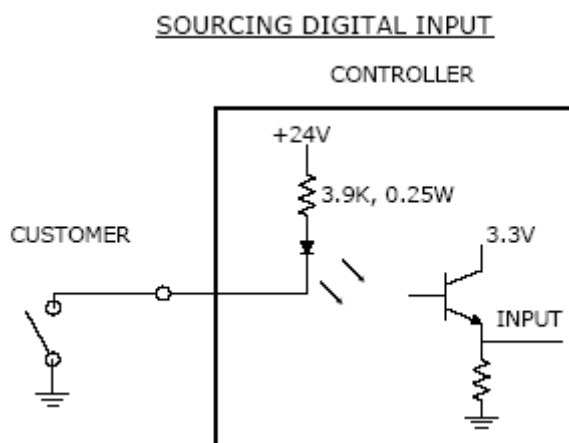 SOURCING DIGITAL INPUT
CONTROLLER
+24V
3.9K, 0.25W
CUSTOMER
3.3V
INPUT